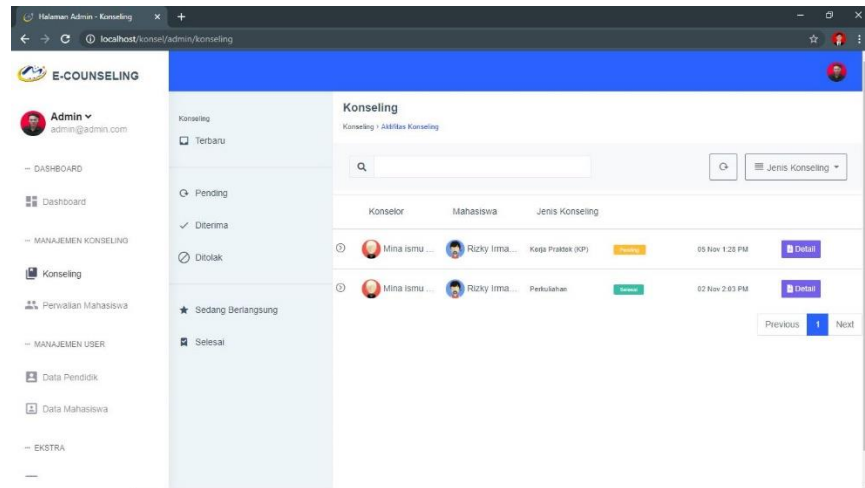 Halaman Admin - Konseling
localhost/konsel/admin/konseling
E-COUNSELING
Admin
admin@admin.com
DASHBOARD
Dashboard
MANAJEMEN KONSELING
Konseling
Perwalian Mahasiswa
MANAJEMEN USER
Data Pendidik
Data Mahasiswa
EKSTRA
Konseling
Terbaru
Pending
Diterima
Ditolak
Sedang Berlangsung
Selesai
Konseling
Konseling > Aktifitas Konseling
Jenis Konseling
Konselor Mahasiswa Jenis Konseling
Mina Ismu ... Rizky Irma... Kerja Praktek (KP) Pending 05 Nov 1:28 PM Detail
Mina Ismu ... Rizky Irma... Perkuliahan Selesai 02 Nov 2:03 PM Detail
Previous 1 Next